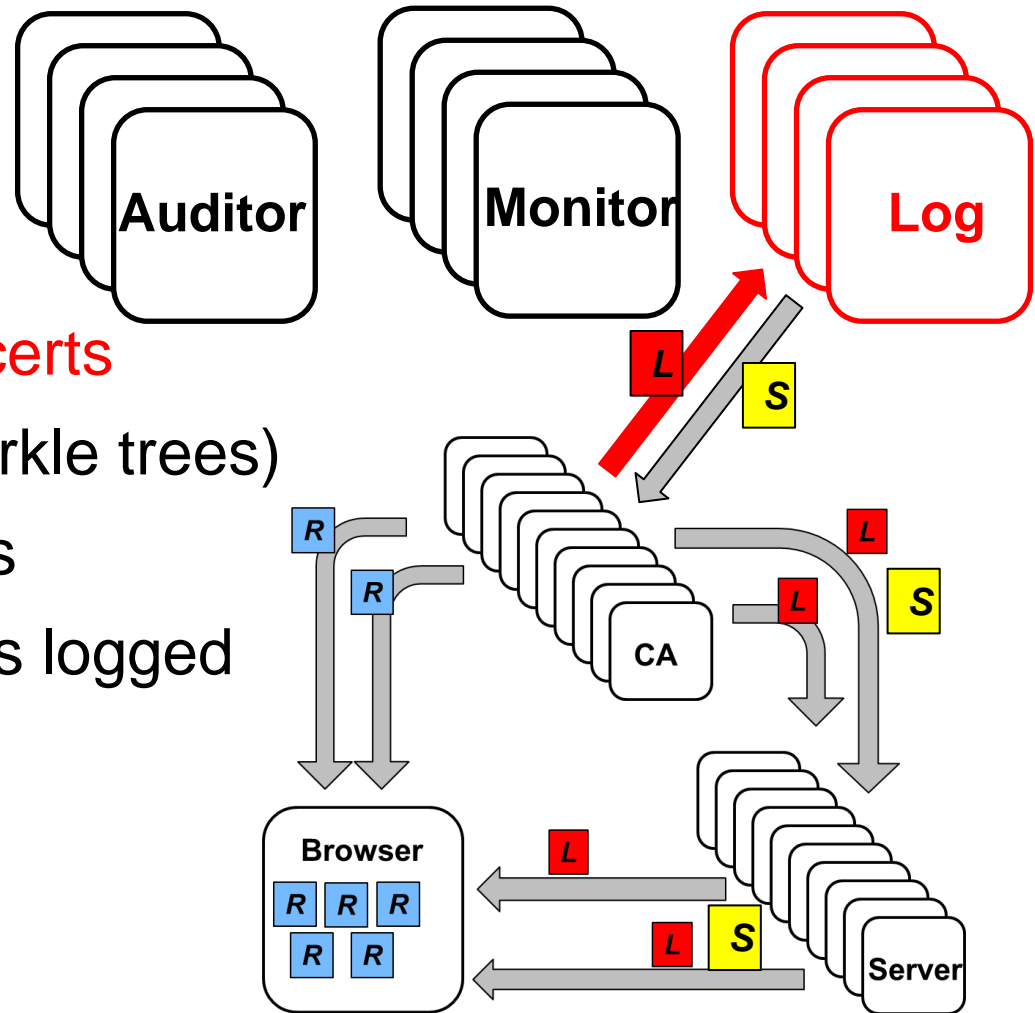 Auditor
Monitor
Log
certs
L
S
rkle trees)
R
L
s
R
L
S
s logged
CA
Browser
L
R R R
L S
R R
Server